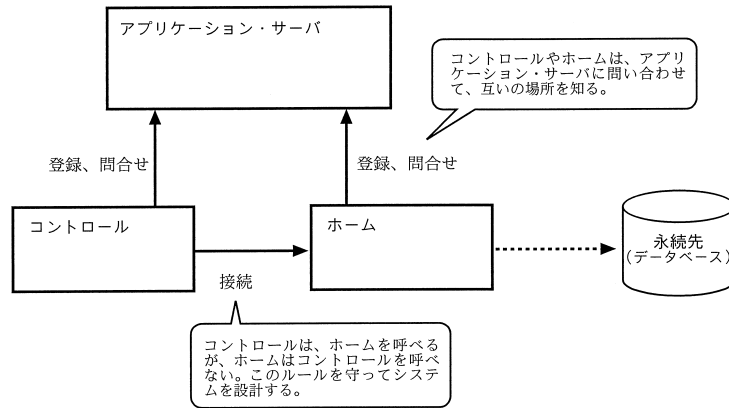 アプリケーション・サーバ
コントロールやホームは、アプリ
ケーション・サーバに問い合わせ
て、互いの場所を知る。
登録、問合せ
登録、問合せ
コントロール
ホーム
永続先
(データベース)
接続
コントロールは、ホームを呼べる
が、ホームはコントロールを呼べ
ない。このルールを守ってシステ
ムを設計する。